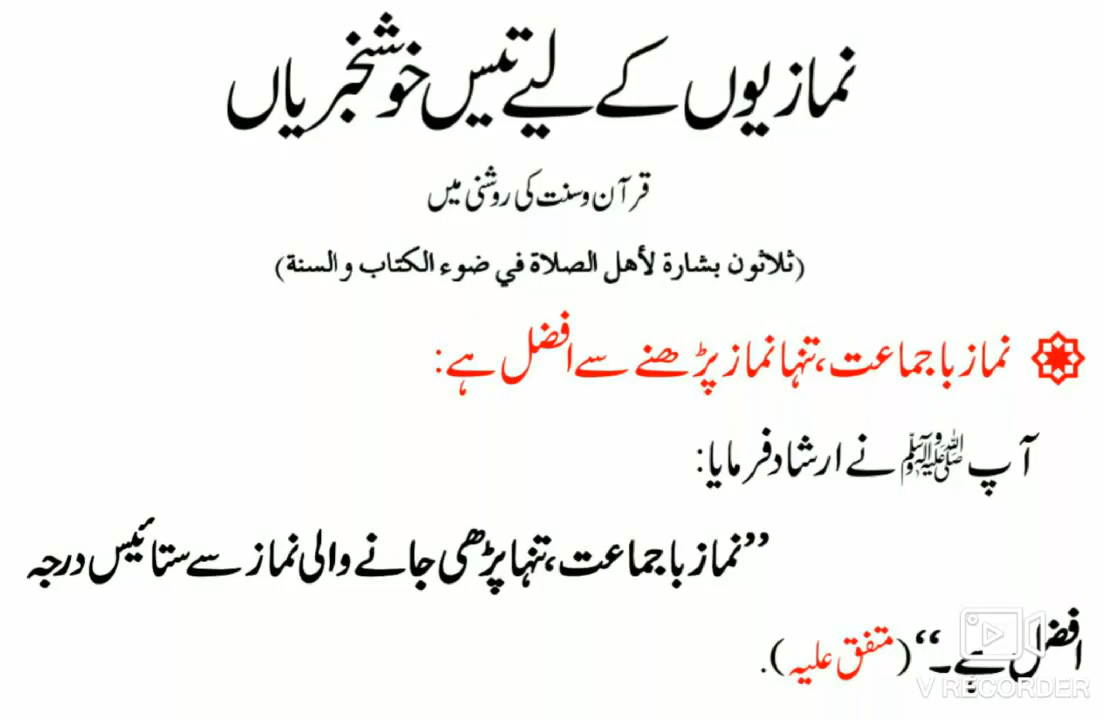 نمازیوں کے لیے تیس خوشخبریاں
قرآن وسنت کی روشنی میں
(ثلاثون بشارة لأهل الصلاة في ضوء الكتاب والسنة)
نماز باجماعت، تنہا نماز پڑھنے سے افضل ہے:
آپ ﷺ نے ارشاد فرمایا:
”نماز باجماعت، تنہا پڑھی جانے والی نماز سے ستائیس درجہ
افضل ہے۔“ (متفق علیہ).
V RECORDER